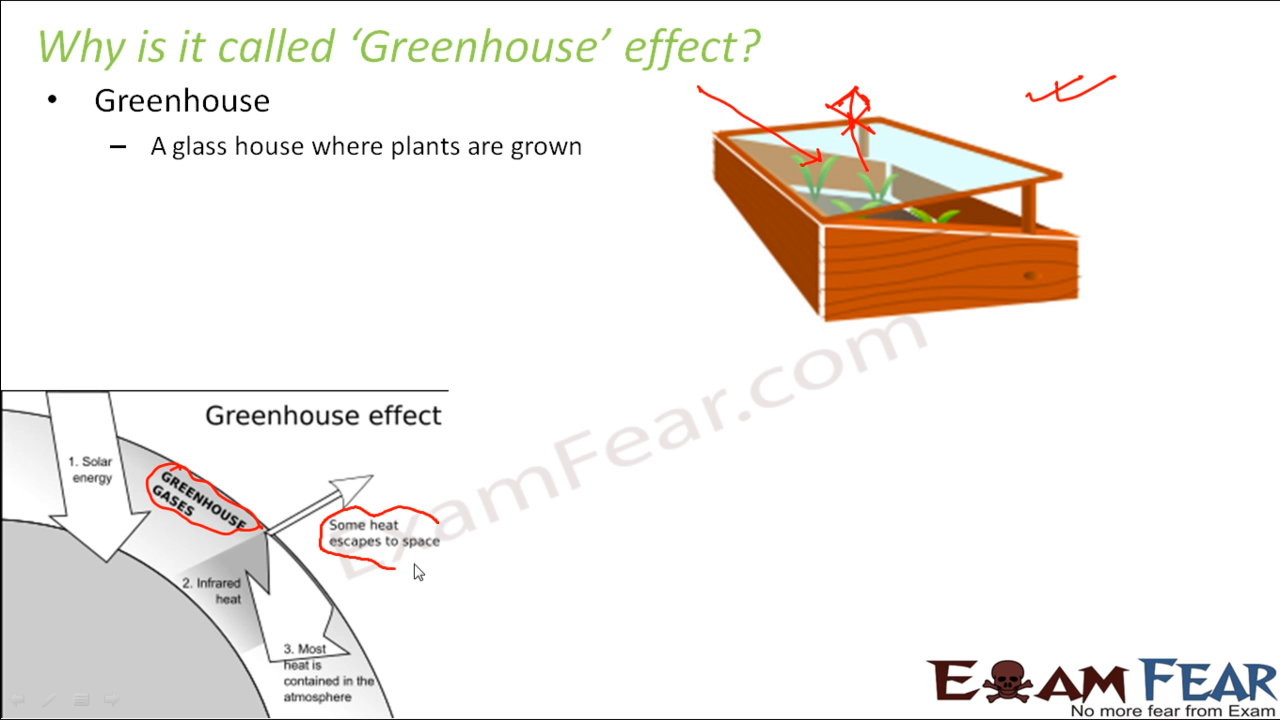 Why is it called ‘Greenhouse’ effect?
• Greenhouse
– A glass house where plants are grown
Greenhouse effect
1. Solar
energy
GREENHOUSE
GASES
Some heat
escapes to space
2. Infrared
heat
3. Most
heat is
contained in the
atmosphere
ExamFear.com
EXAM FEAR
No more fear from Exam